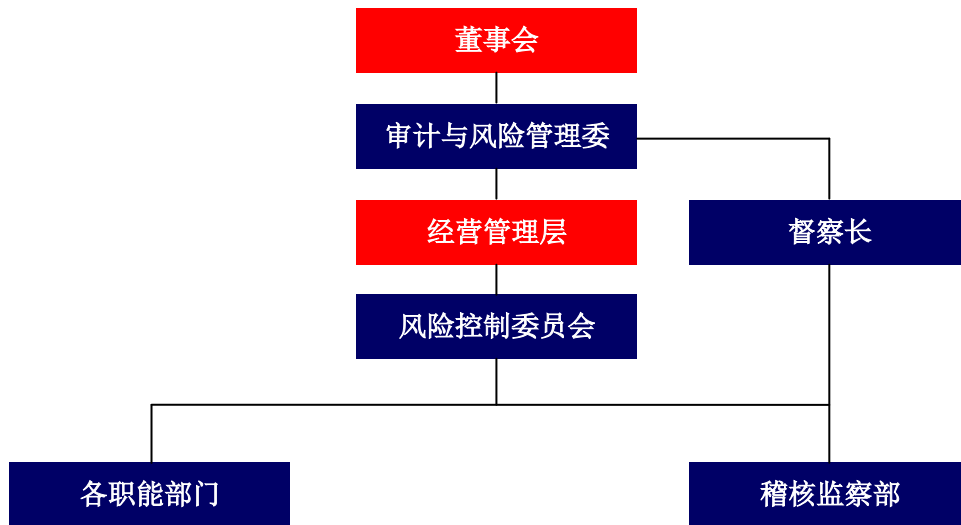 董事会
审计与风险管理委
经营管理层
督察长
风险控制委员会
各职能部门
稽核监察部